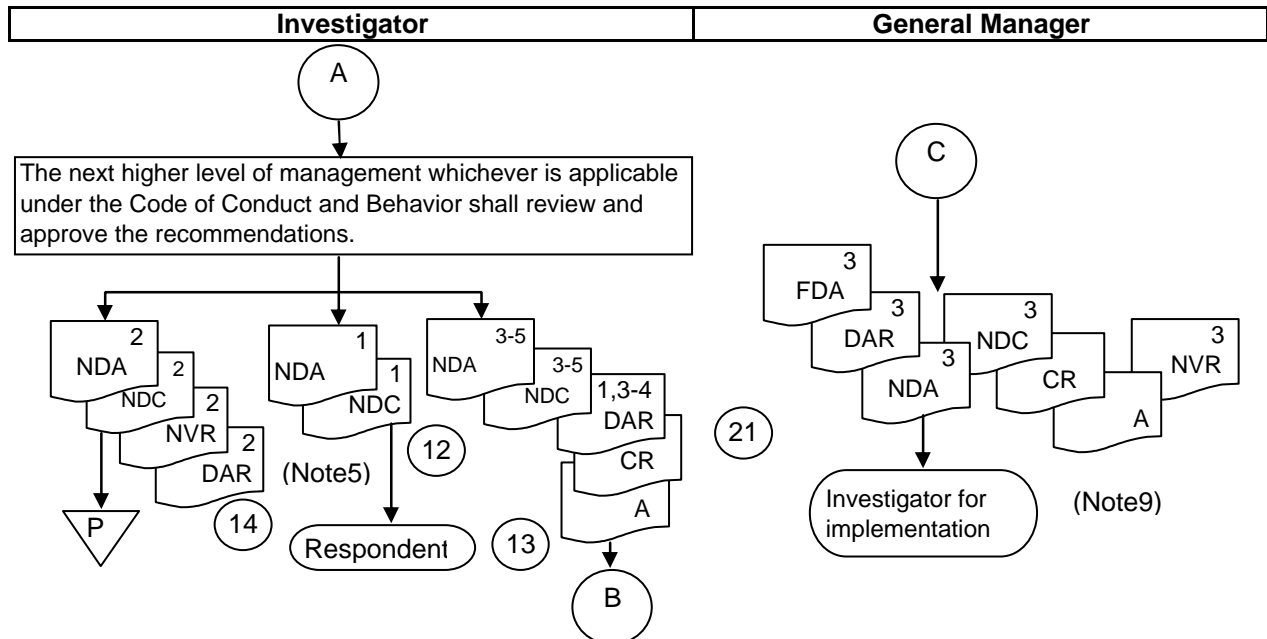 Investigator
General Manager
A
The next higher level of management whichever is applicable
under the Code of Conduct and Behavior shall review and
approve the recommendations.
2
NDA
2
NDC
2
NVR
2
DAR
(Note5)
14
P
1
NDA
1
NDC
12
Respondent
3-5
NDA
3-5
NDC
1,3-4
DAR
CR
A
13
B
C
3
FDA
3
DAR
3
NDA
3
NDC
CR
A
3
NVR
21
Investigator for
implementation
(Note9)